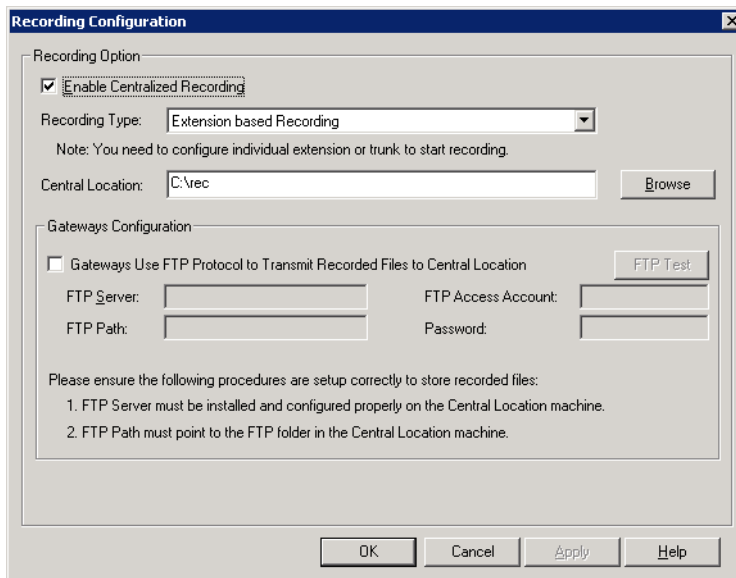 Recording Configuration
Recording Option
Enable Centralized Recording
Recording Type: Extension based Recording
Note: You need to configure individual extension or trunk to start recording.
Central Location: C:\rec Browse
Gateways Configuration
Gateways Use FTP Protocol to Transmit Recorded Files to Central Location FTP Test
FTP Server: FTP Access Account:
FTP Path: Password:
Please ensure the following procedures are setup correctly to store recorded files:
1. FTP Server must be installed and configured properly on the Central Location machine.
2. FTP Path must point to the FTP folder in the Central Location machine.
OK Cancel Apply Help